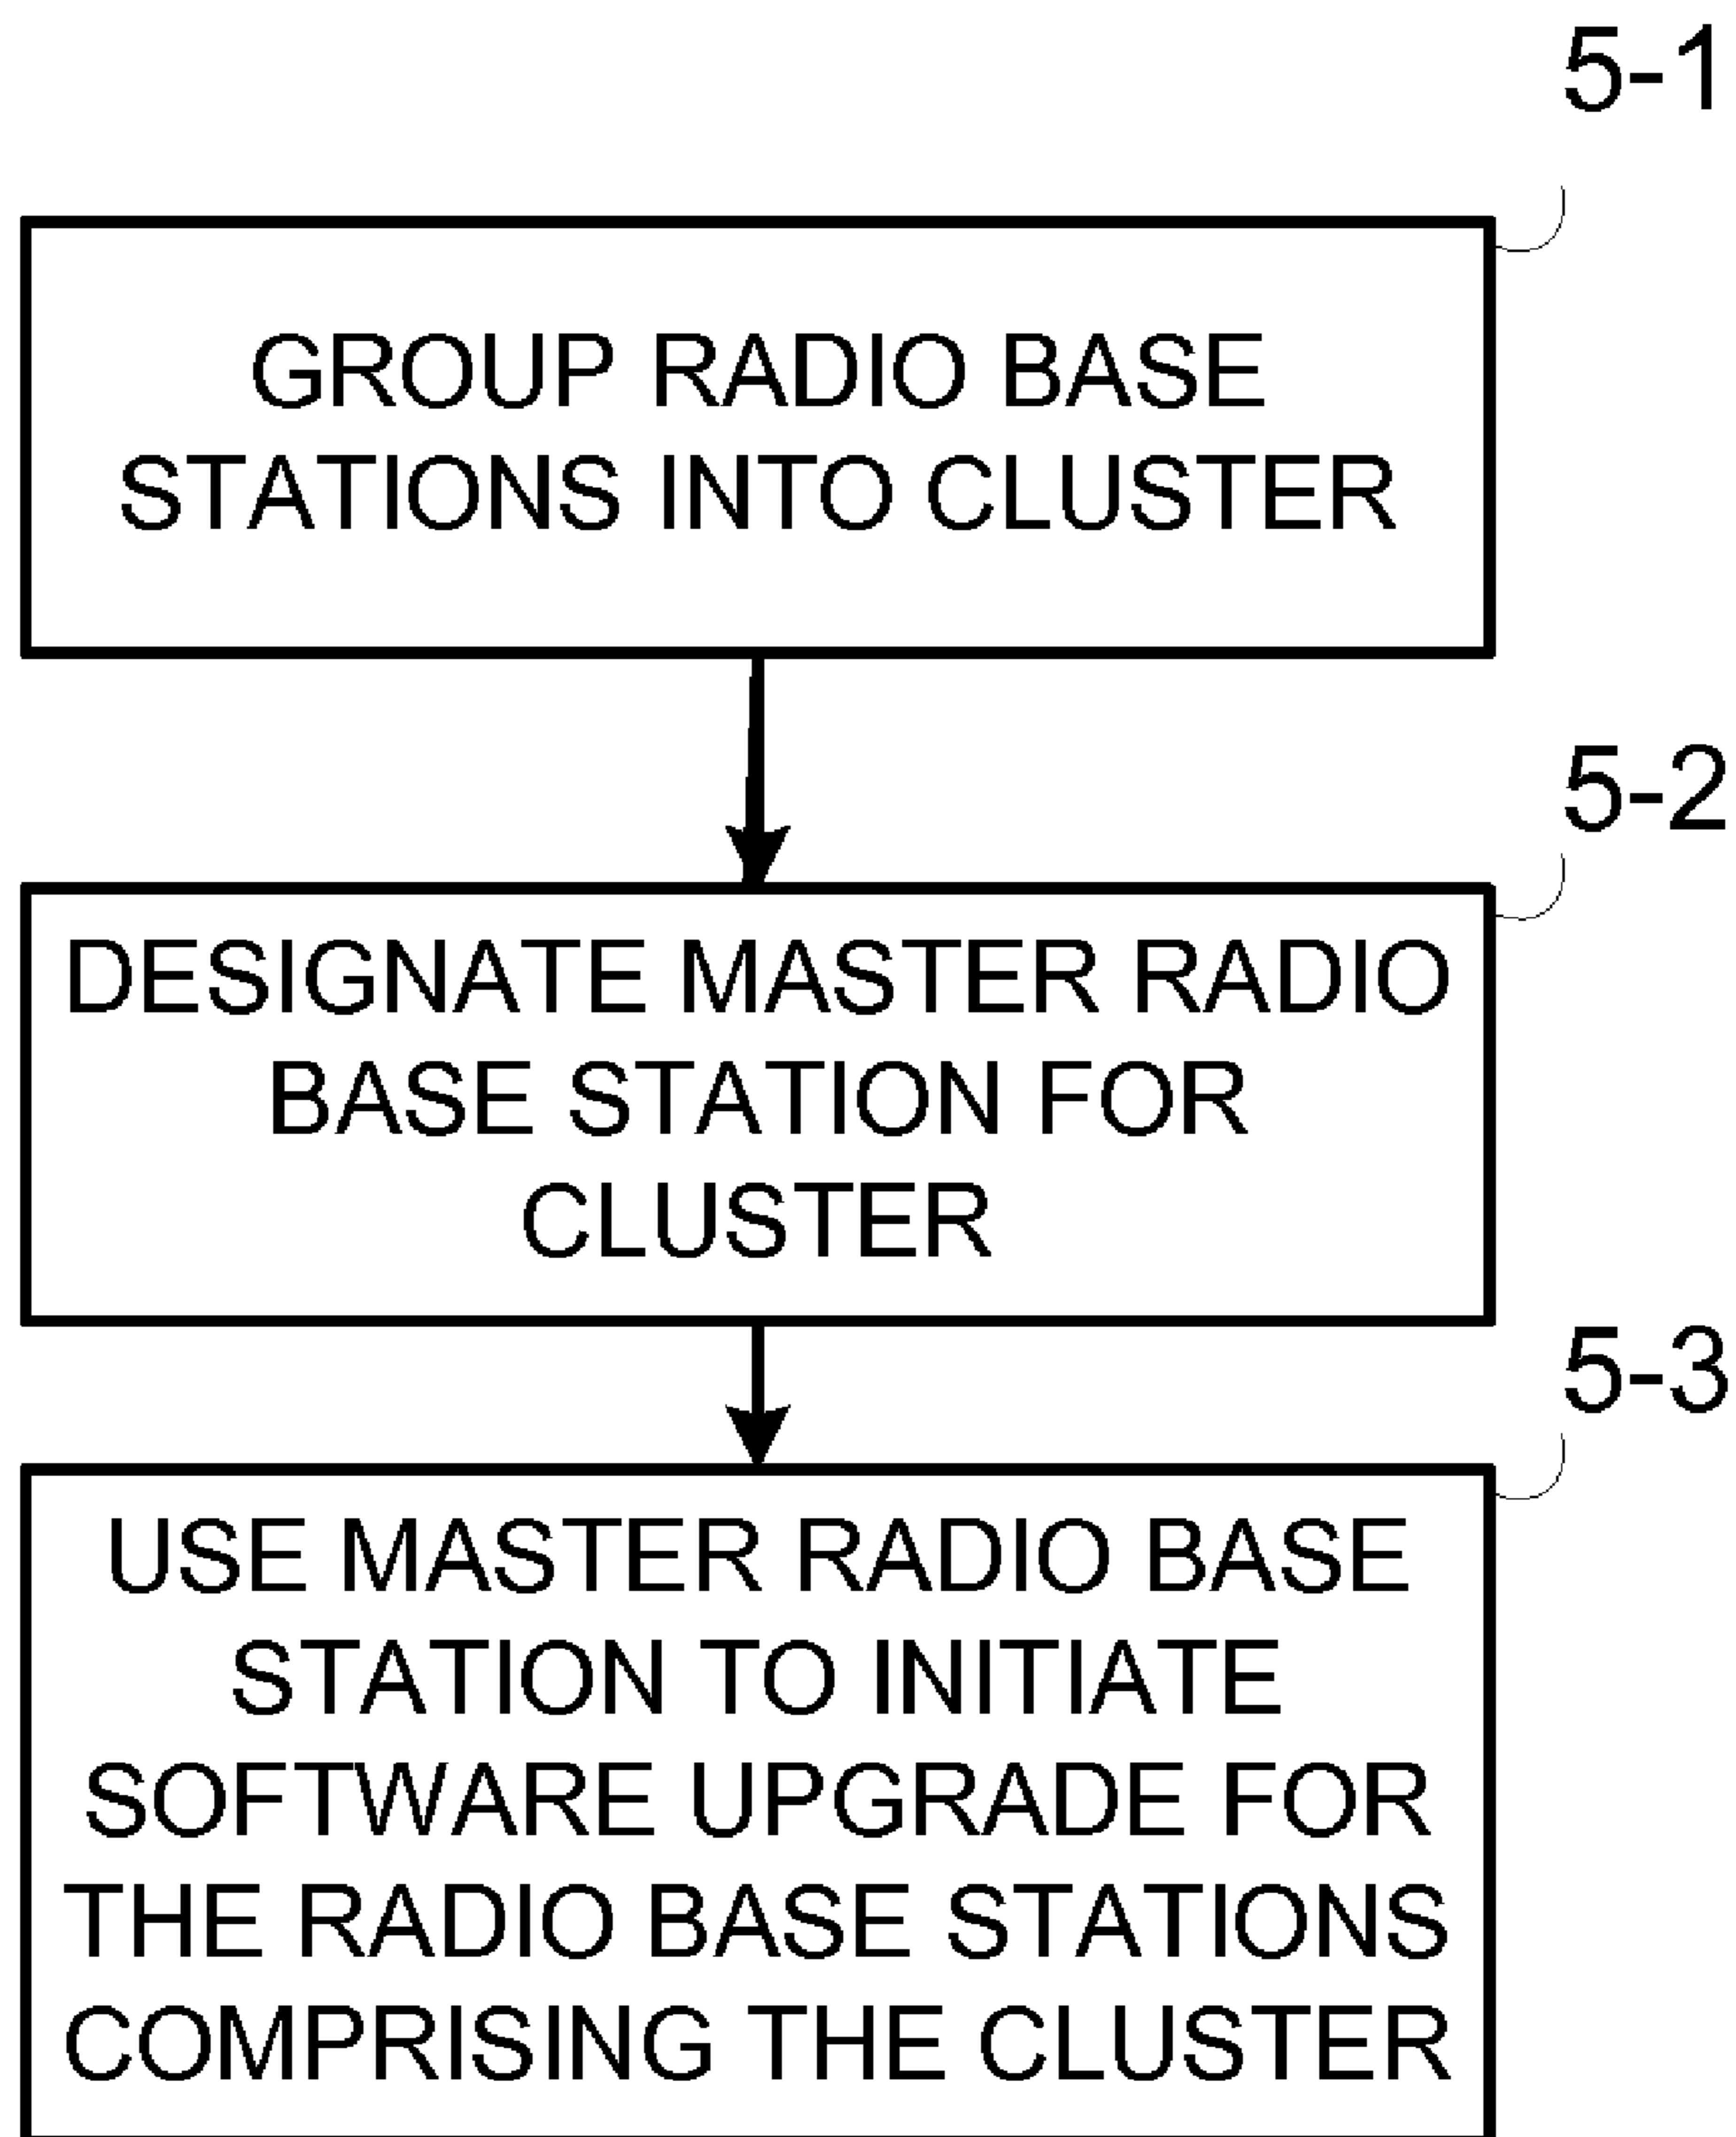 5-1
GROUP RADIO BASE
STATIONS INTO CLUSTER
5-2
DESIGNATE MASTER RADIO
BASE STATION FOR
CLUSTER
5-3
USE MASTER RADIO BASE
STATION TO INITIATE
SOFTWARE UPGRADE FOR
THE RADIO BASE STATIONS
COMPRISING THE CLUSTER